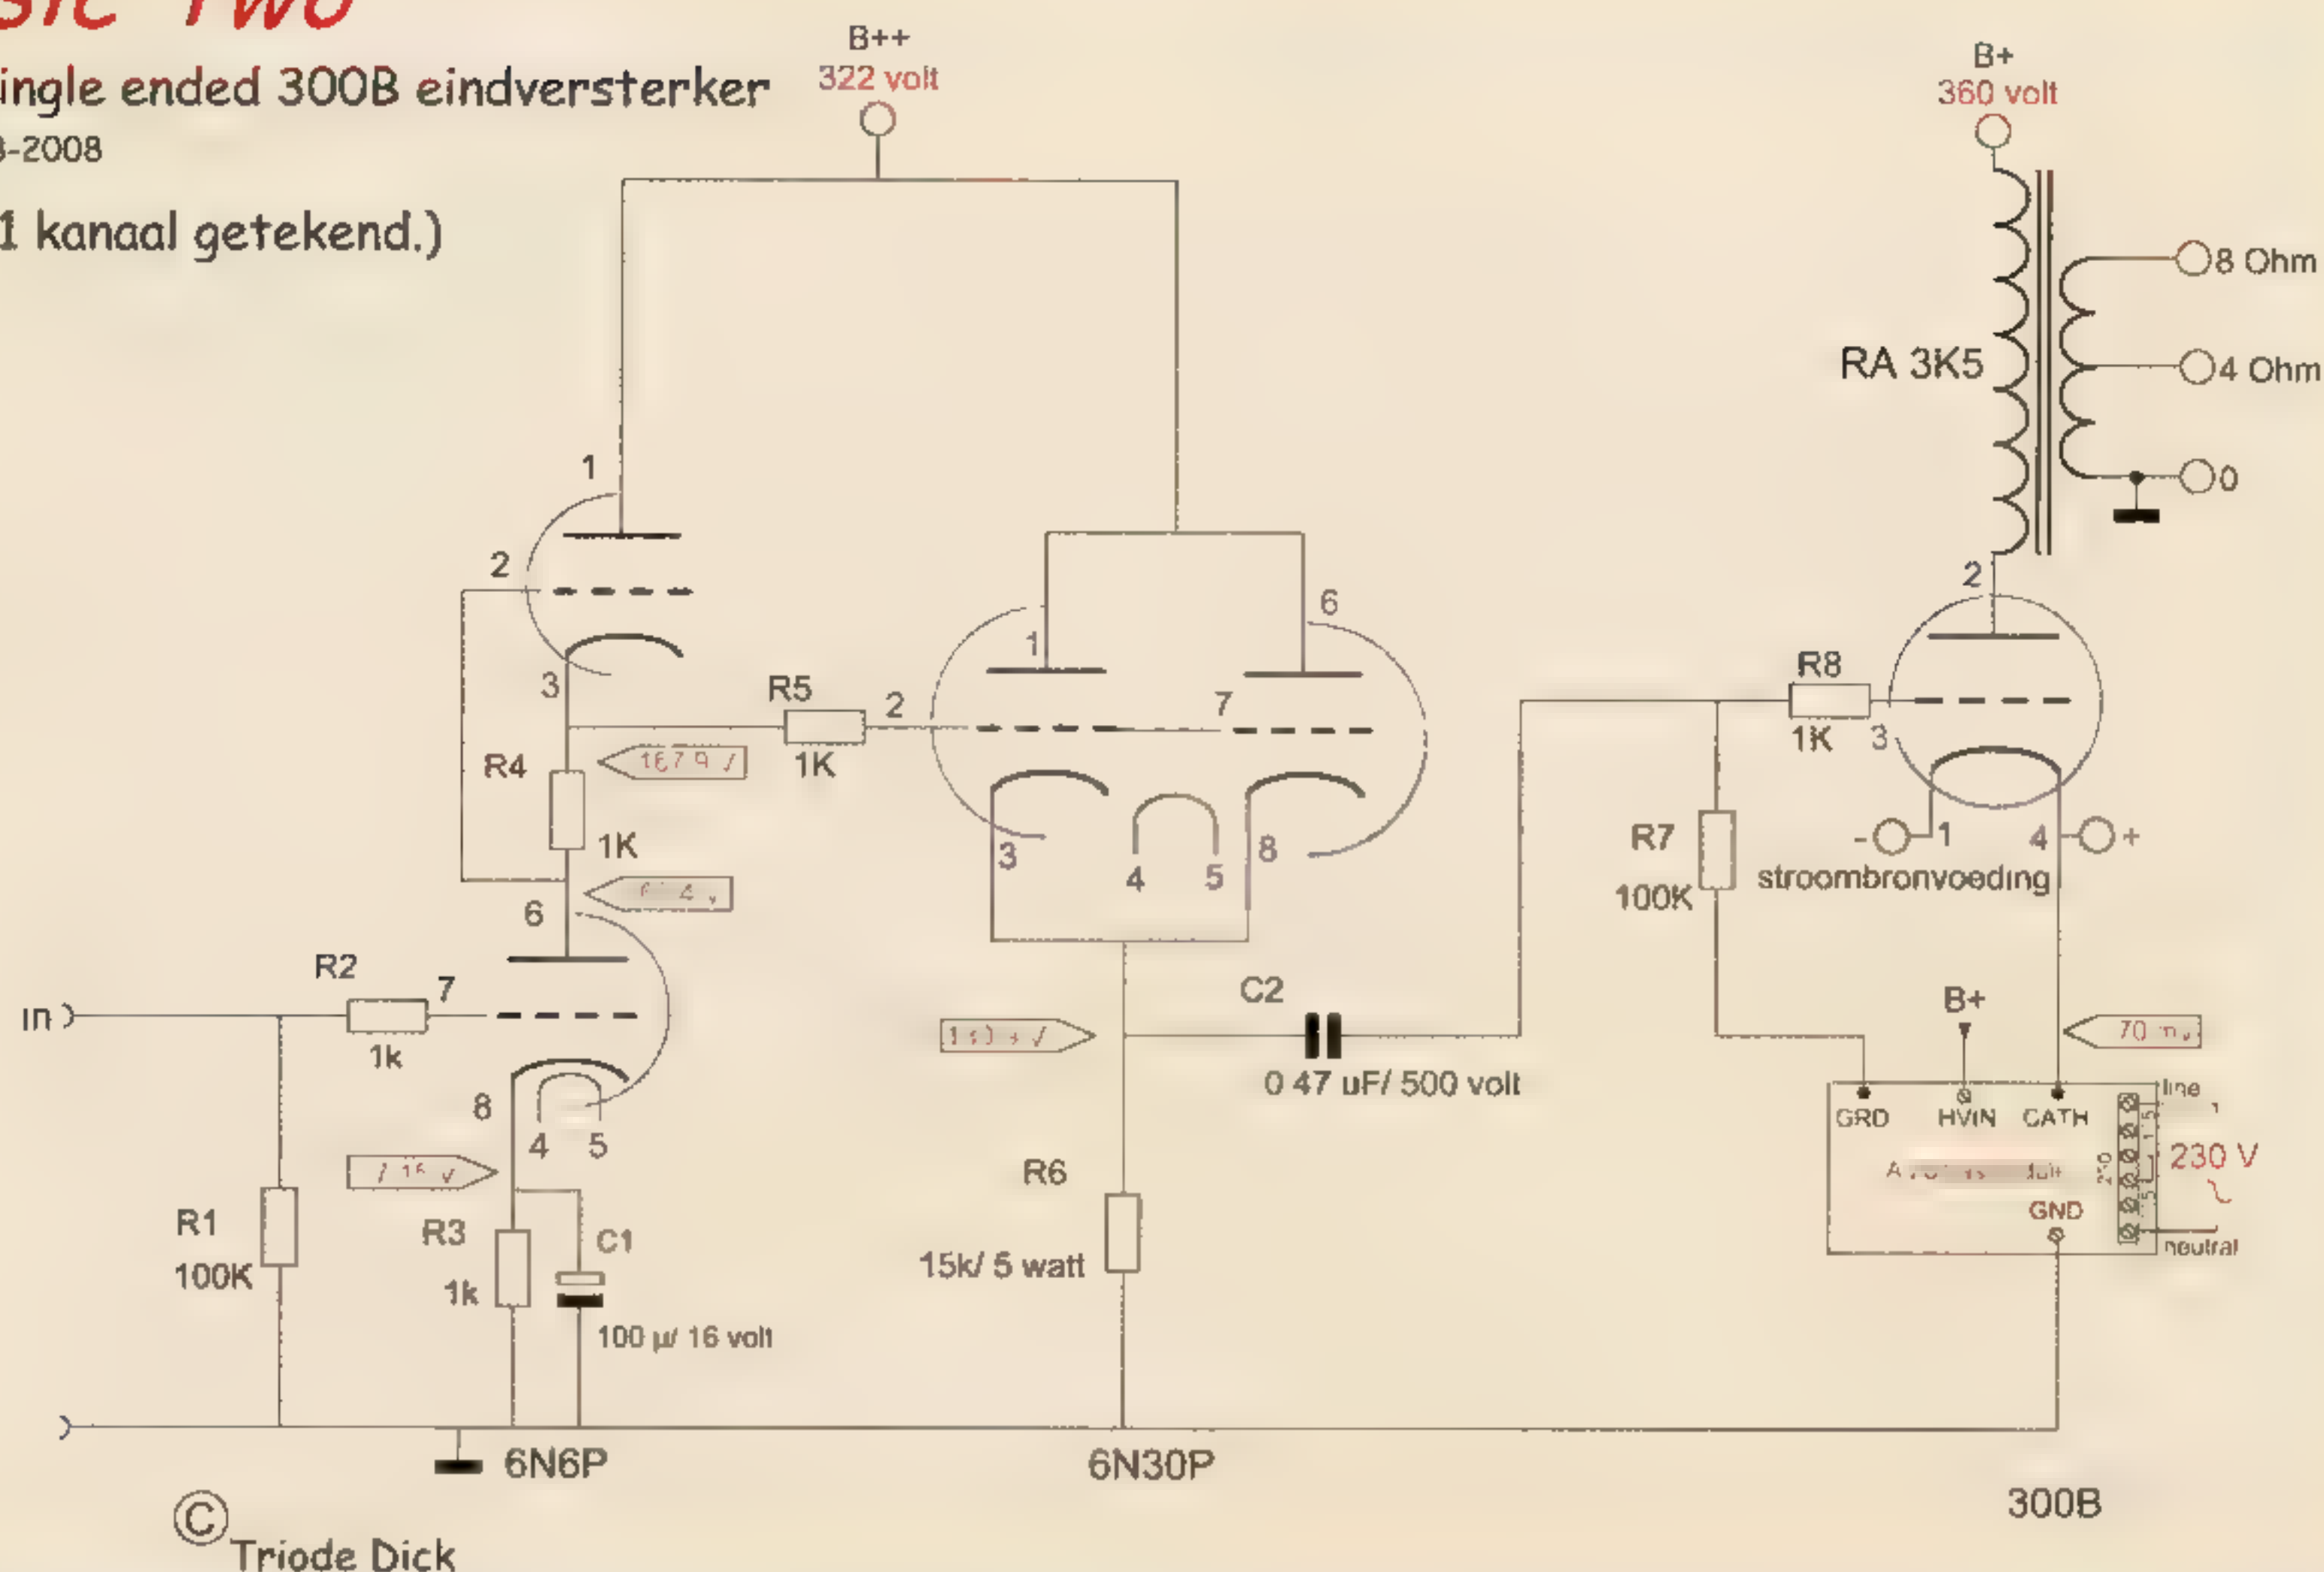 Two
ingle ended 300B eindversterker
-2008
1 kanaal getekend.)
B++
322 volt
B+
360 volt
8 Ohm
4 Ohm
0
RA 3K5
1
2
3
R4
1K
6
R5
1K
2
1
7
6
3
4
5
8
R8
1K
2
3
1
4
-
+
stroombronvoeding
R7
100K
in
R2
1k
7
8
4
5
R1
100K
R3
1k
C1
100 µ/ 16 volt
C2
0 47 uF/ 500 volt
R6
15k/ 5 watt
B+
70
GRD
HVIN
CATH
GND
line
230 V
neutral
6N6P
6N30P
300B
© Triode Dick